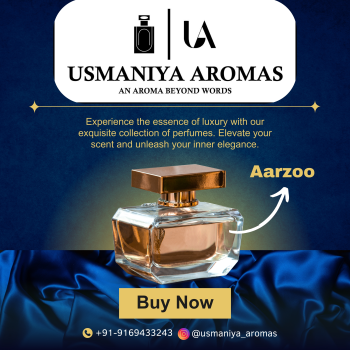 UA
USMANIYA AROMAS
AN AROMA BEYOND WORDS
Experience the essence of luxury with our
exquisite collection of perfumes. Elevate your
scent and unleash your inner elegance.
Aarzoo
Buy Now
+91-9169433243 @usmaniya_aromas